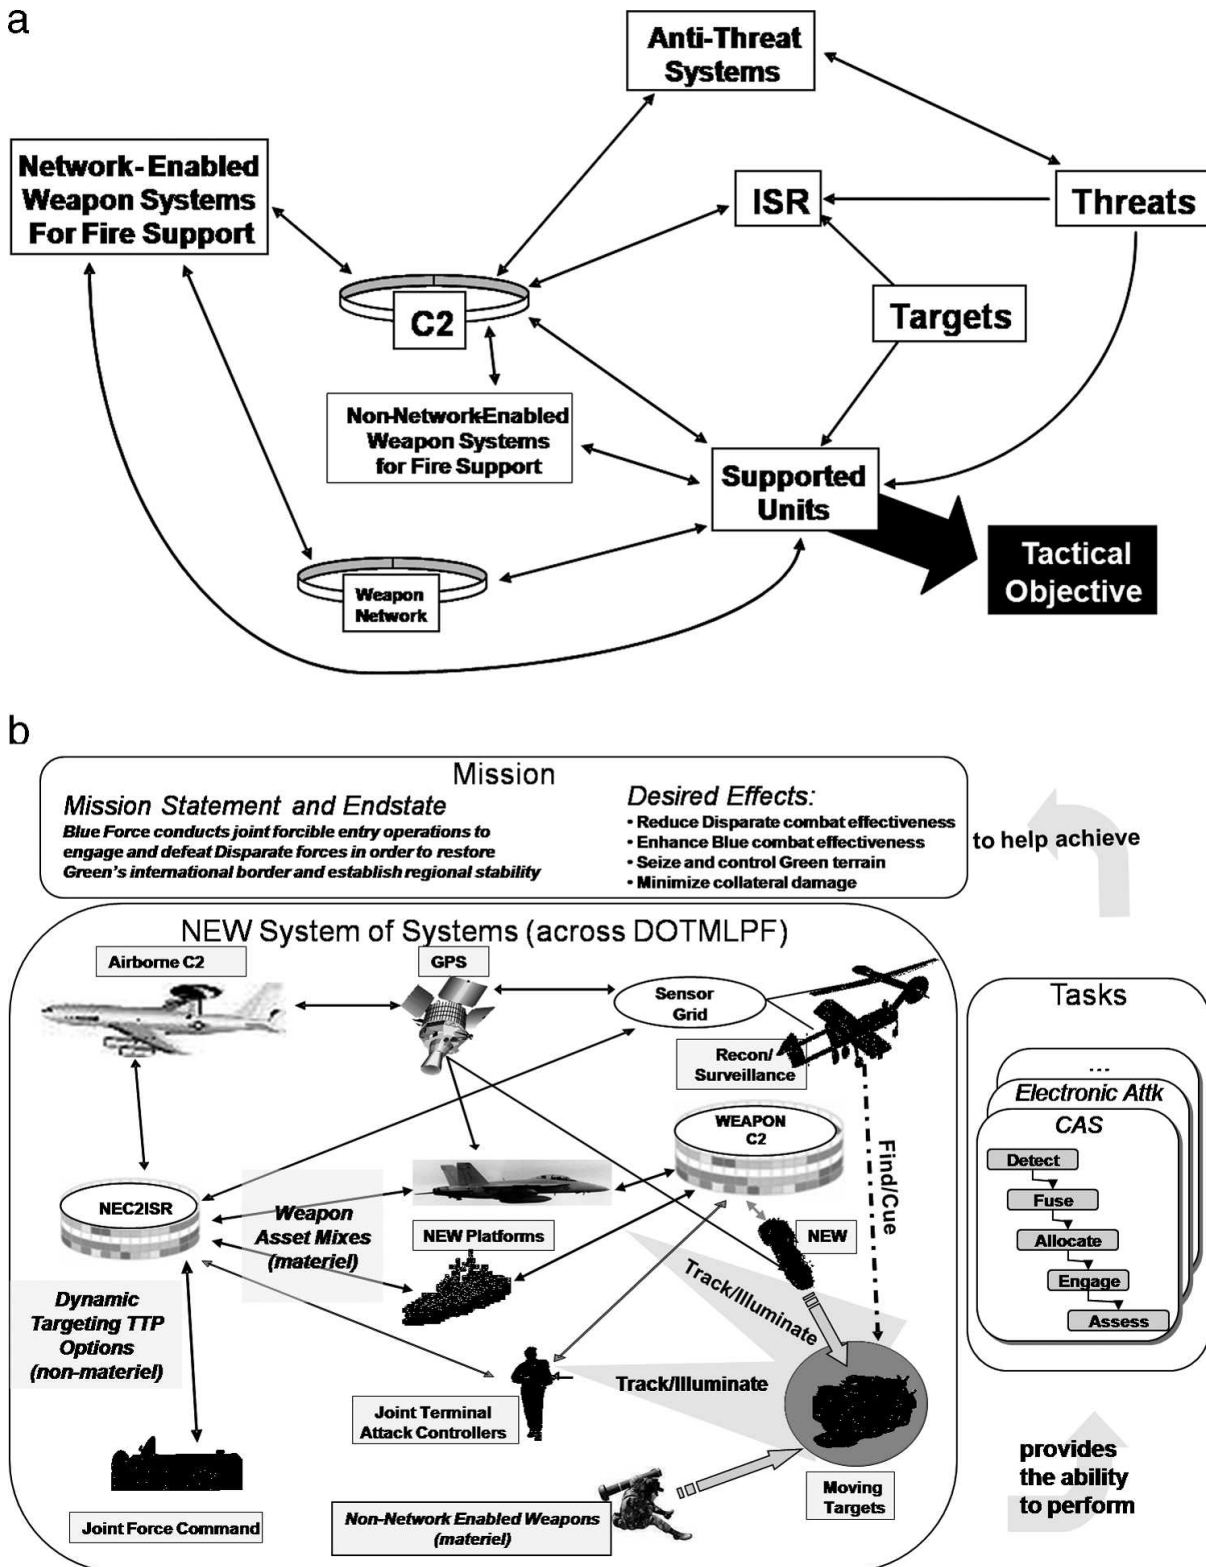 a
Anti-Threat
Systems
Network-Enabled
Weapon Systems
For Fire Support
ISR
Threats
C2
Targets
Non-Network-Enabled
Weapon Systems
for Fire Support
Supported
Units
Weapon
Network
Tactical
Objective
b
Mission
Mission Statement and Endstate
Blue Force conducts joint forcible entry operations to
engage and defeat Disparate forces in order to restore
Green's international border and establish regional stability
Desired Effects:
• Reduce Disparate combat effectiveness
• Enhance Blue combat effectiveness
• Seize and control Green terrain
• Minimize collateral damage
to help achieve
NEW System of Systems (across DOTMLPF)
Airborne C2
GPS
Sensor
Grid
Recon/
Surveillance
WEAPON
C2
Find/Cue
NEC2ISR
Weapon
Asset Mixes
(materiel)
NEW Platforms
NEW
Dynamic
Targeting TTP
Options
(non-materiel)
Track/Illuminate
Track/Illuminate
Joint Terminal
Attack Controllers
Joint Force Command
Non-Network Enabled Weapons
(materiel)
Moving
Targets
Tasks
...
Electronic Attk
CAS
Detect
Fuse
Allocate
Engage
Assess
provides
the ability
to perform